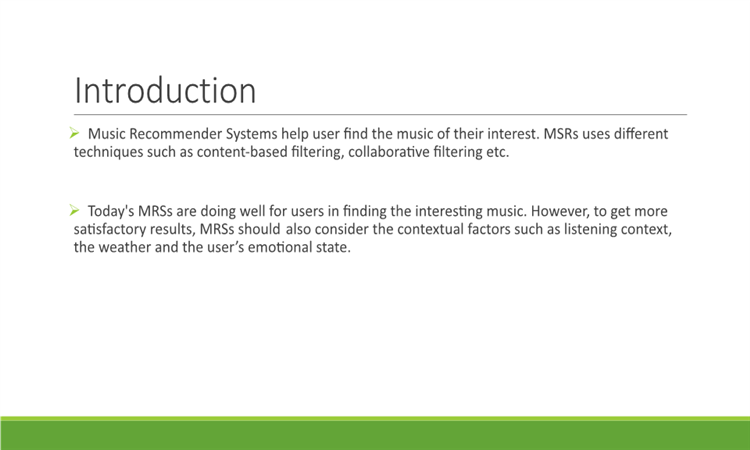 Introduction
Music Recommender Systems help user find the music of their interest. MSRs uses different
techniques such as content-based filtering, collaborative filtering etc.
Today's MRSs are doing well for users in finding the interesting music. However, to get more
satisfactory results, MRSs should also consider the contextual factors such as listening context,
the weather and the user’s emotional state.